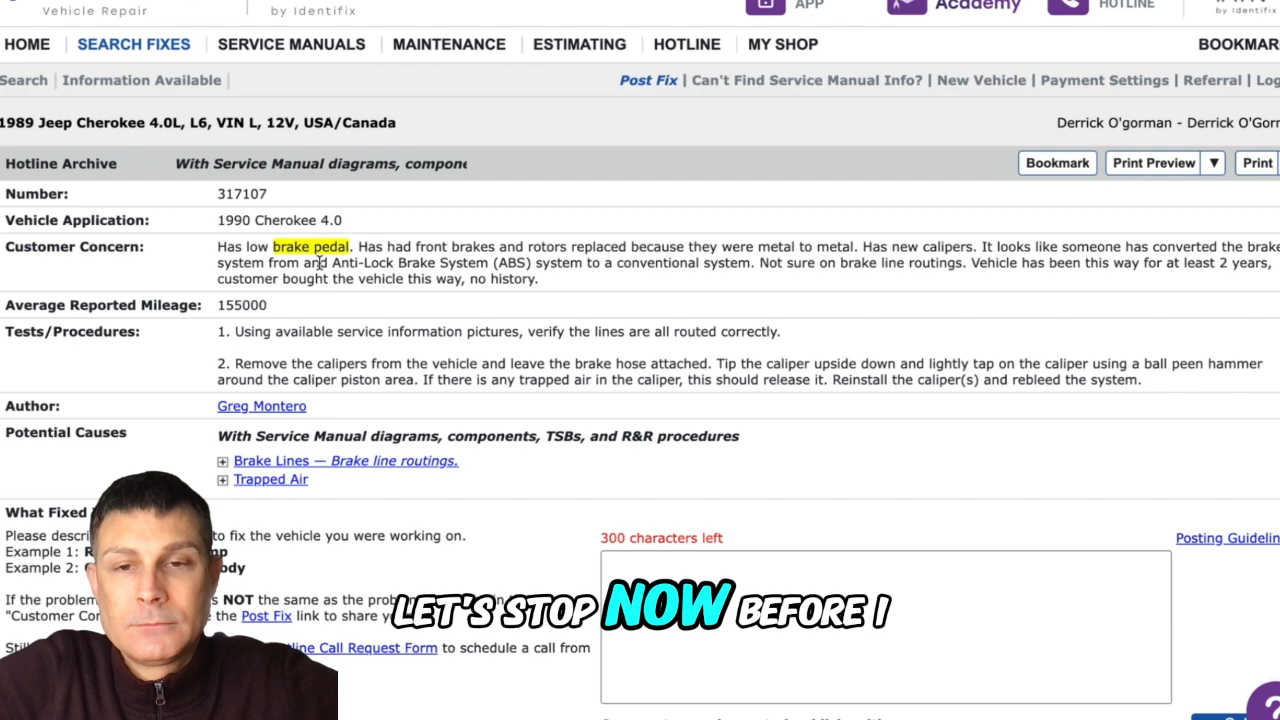 Vehicle Repair
by Identifix
APP
Academy
HOTLINE
by Identifix
HOME SEARCH FIXES SERVICE MANUALS MAINTENANCE ESTIMATING HOTLINE MY SHOP BOOKMAR
Search | Information Available |
Post Fix | Can't Find Service Manual Info? | New Vehicle | Payment Settings | Referral | Log
1989 Jeep Cherokee 4.0L, L6, VIN L, 12V, USA/Canada
Derrick O'gorman - Derrick O'Gorm
Hotline Archive With Service Manual diagrams, compone
Bookmark Print Preview ▼ Print
Number: 317107
Vehicle Application: 1990 Cherokee 4.0
Customer Concern: Has low brake pedal. Has had front brakes and rotors replaced because they were metal to metal. Has new calipers. It looks like someone has converted the brake
system from and Anti-Lock Brake System (ABS) system to a conventional system. Not sure on brake line routings. Vehicle has been this way for at least 2 years,
customer bought the vehicle this way, no history.
Average Reported Mileage: 155000
Tests/Procedures: 1. Using available service information pictures, verify the lines are all routed correctly.
2. Remove the calipers from the vehicle and leave the brake hose attached. Tip the caliper upside down and lightly tap on the caliper using a ball peen hammer
around the caliper piston area. If there is any trapped air in the caliper, this should release it. Reinstall the caliper(s) and rebleed the system.
Author: Greg Montero
Potential Causes With Service Manual diagrams, components, TSBs, and R&R procedures
Brake Lines — Brake line routings.
Trapped Air
What Fixed
Please descri to fix the vehicle you were working on.
Example 1: R mp
Example 2: body
300 characters left
Posting Guidelin
If the problem s NOT the same as the prob
"Customer Con the Post Fix link to share y
Still tline Call Request Form to schedule a call from
LET'S STOP NOW BEFORE I